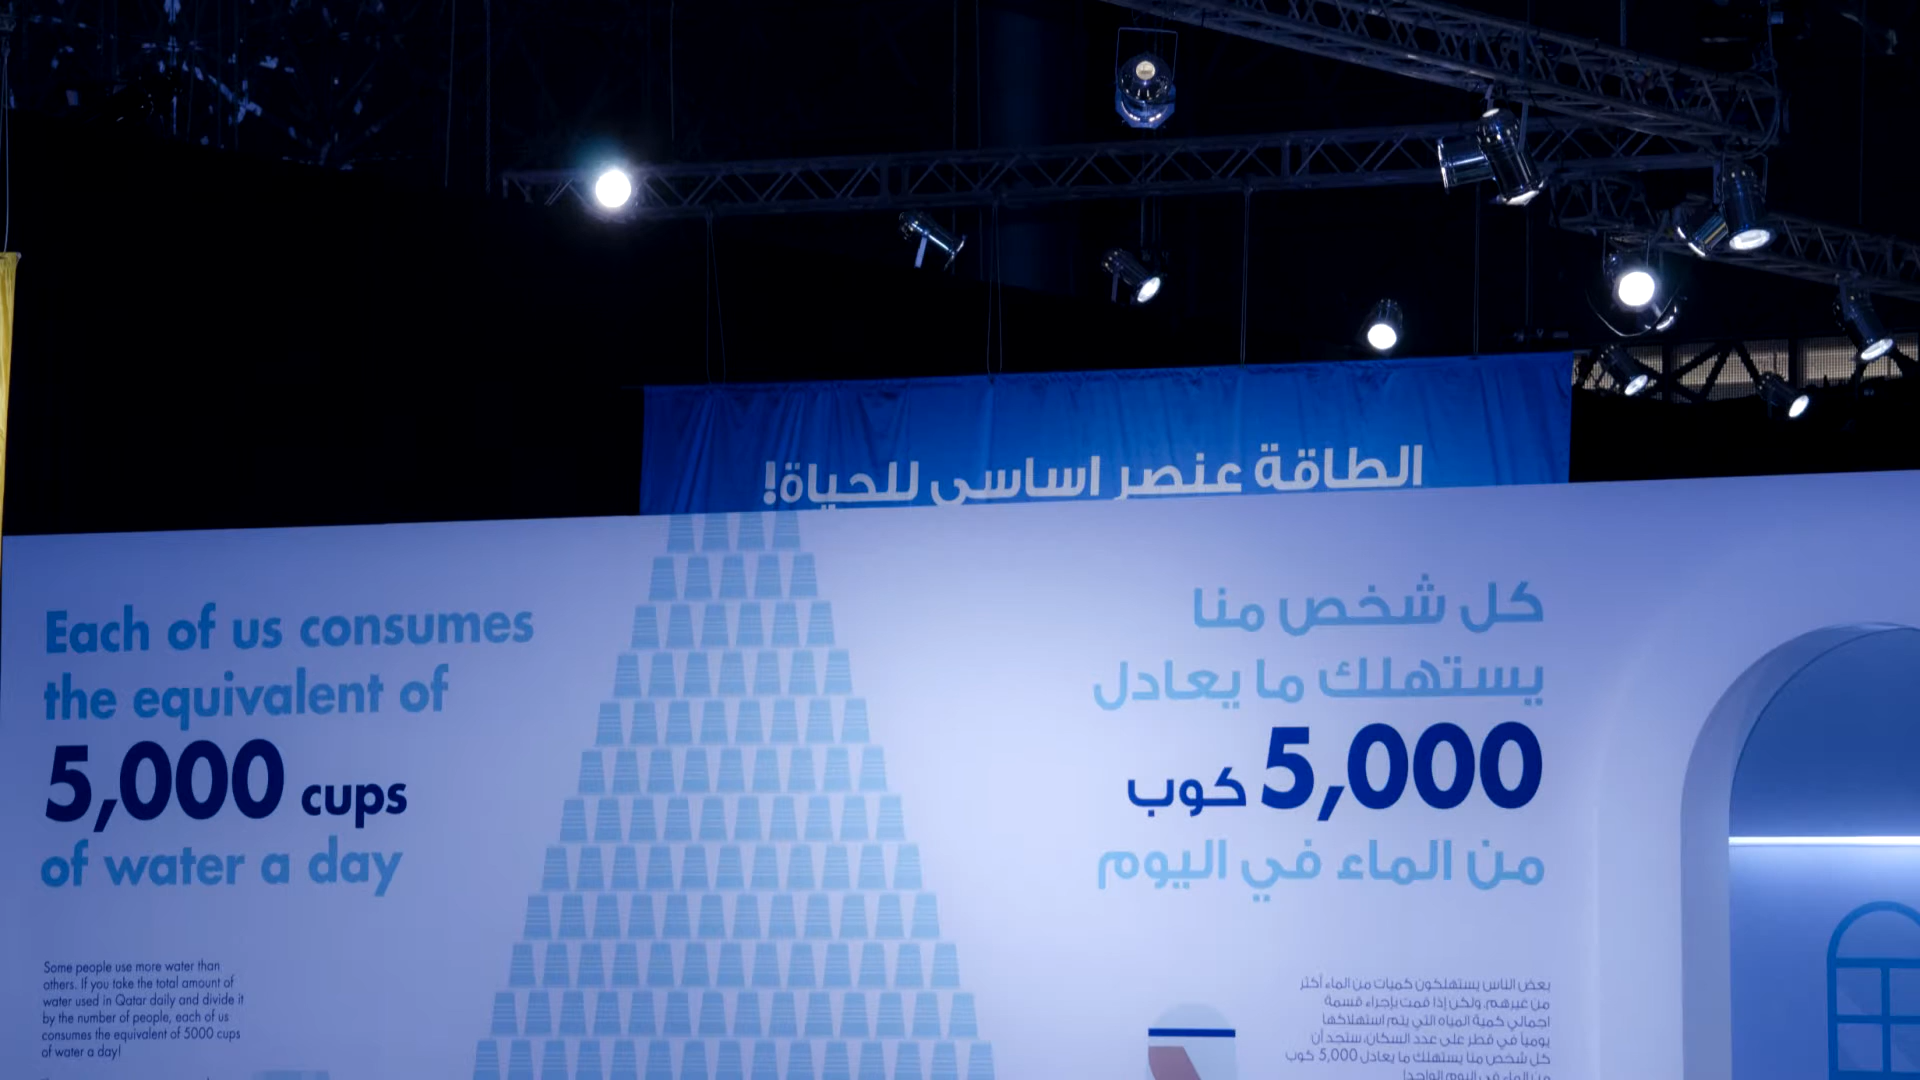 الطاقة عنصر اساسي للحياة!
Each of us consumes
the equivalent of
5,000 cups
of water a day
Some people use more water than
others. If you take the total amount of
water used in Qatar daily and divide it
by the number of people, each of us
consumes the equivalent of 5000 cups
of water a day!
كل شخص منا
يستهلك ما يعادل
5,000 كوب
من الماء في اليوم
بعض الناس يستهلكون كميات من الماء أكثر
من غيرهم، ولكن إذا قمت بإجراء قسمة
اجمالي كمية المياه التي يتم استهلاكها
يومياً في قطر على عدد السكان، ستجد أن
كل شخص منا يستهلك ما يعادل 5,000 كوب
من الماء في اليوم الواحد!